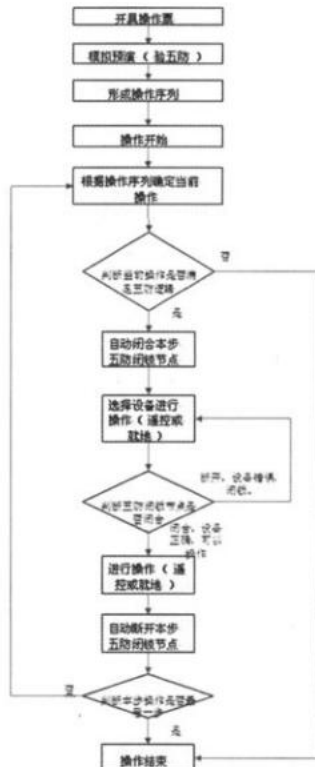 开具操作票
模拟预演（验五防）
形成操作序列
操作开始
根据操作序列确定当前
操作
否
判断当前操作是否满
足五防逻辑
是
自动闭合本步
五防闭锁节点
选择设备进行
操作（遥控或
就地）
断开，设备错误，
闭锁。
判断五防闭锁节点是
否闭合
闭合，设备
正确，可以
操作
进行操作（遥
控或就地）
自动断开本步
五防闭锁节点
否
判断本步操作是否最
后一步
是
操作结束